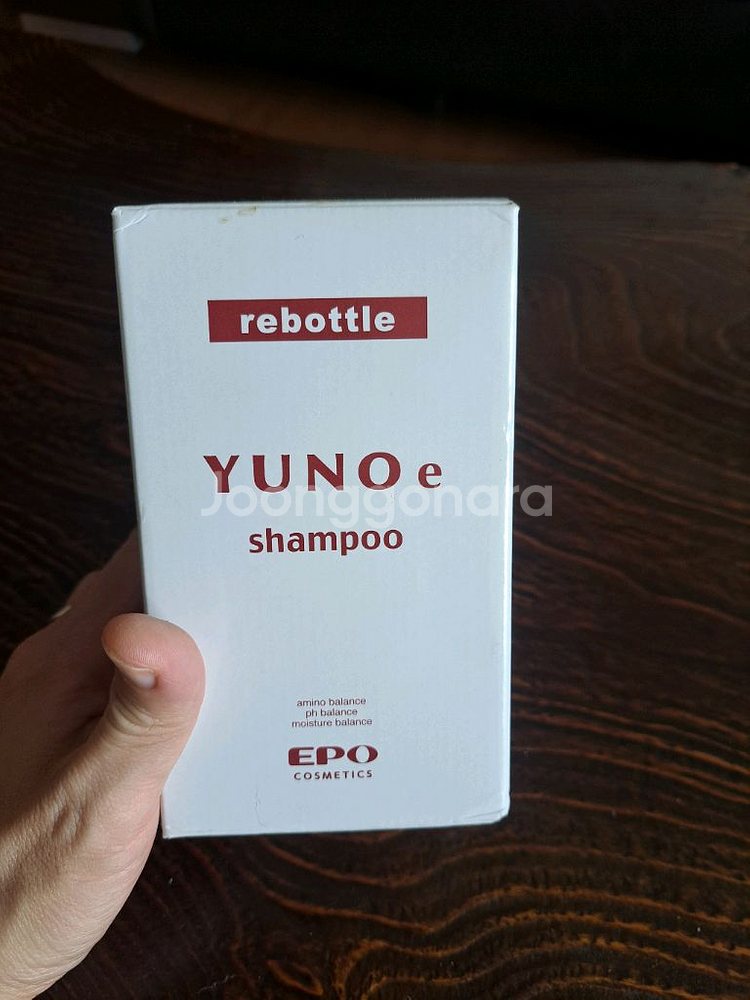 rebottle
YUNO e
Joonggonara
shampoo
amino balance
ph balance
moisture balance
EPO
COSMETICS